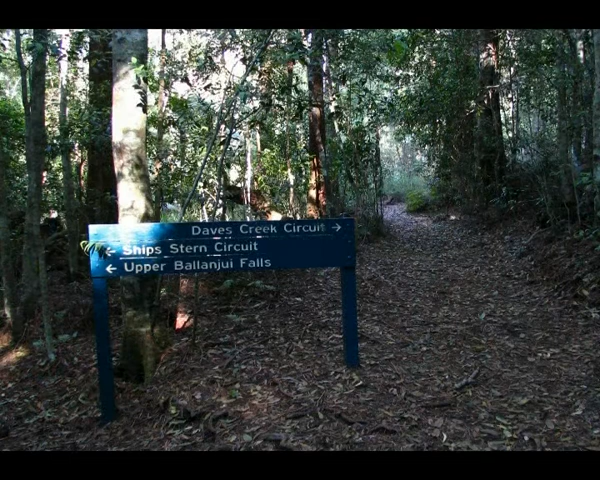 Daves Creek Circuit →
← Ships Stern Circuit
← Upper Ballanjui Falls